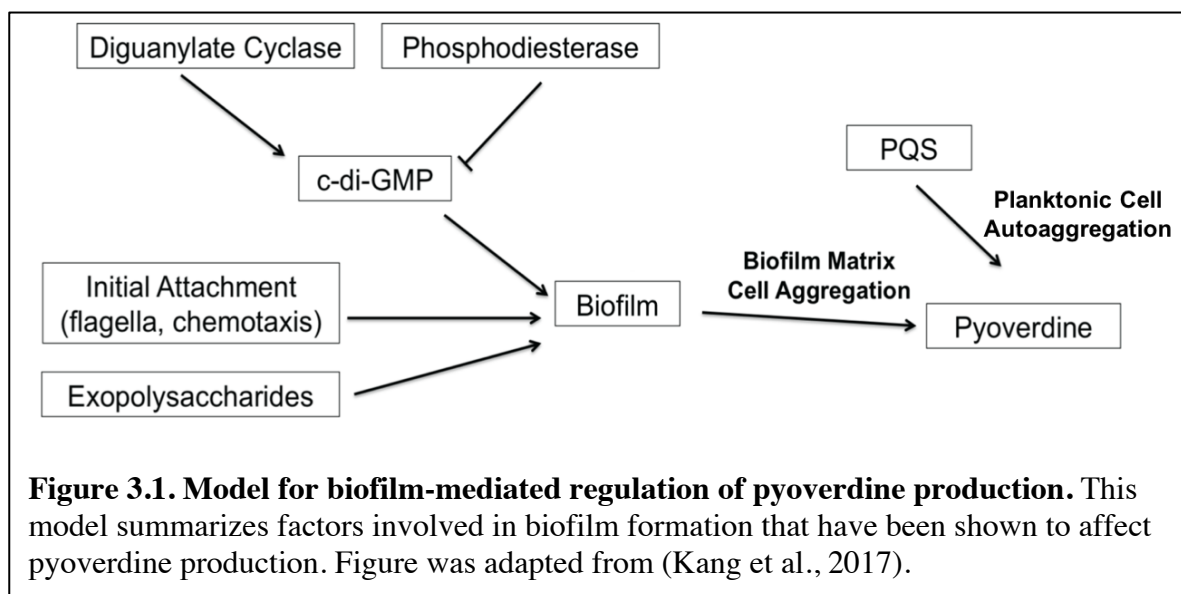 Diguanylate Cyclase
Phosphodiesterase
c-di-GMP
PQS
Planktonic Cell
Autoaggregation
Initial Attachment
(flagella, chemotaxis)
Biofilm
Biofilm Matrix
Cell Aggregation
Pyoverdine
Exopolysaccharides
Figure 3.1. Model for biofilm-mediated regulation of pyoverdine production. This
model summarizes factors involved in biofilm formation that have been shown to affect
pyoverdine production. Figure was adapted from (Kang et al., 2017).